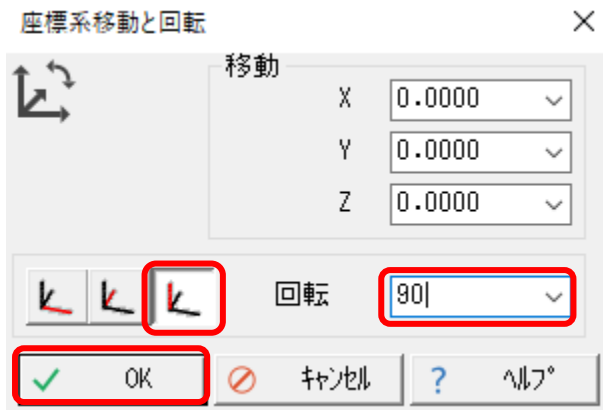 座標系移動と回転
移動
X 0.0000
Y 0.0000
Z 0.0000
回転 90
OK ｷｬﾝｾﾙ ? ﾍﾙﾌﾟ